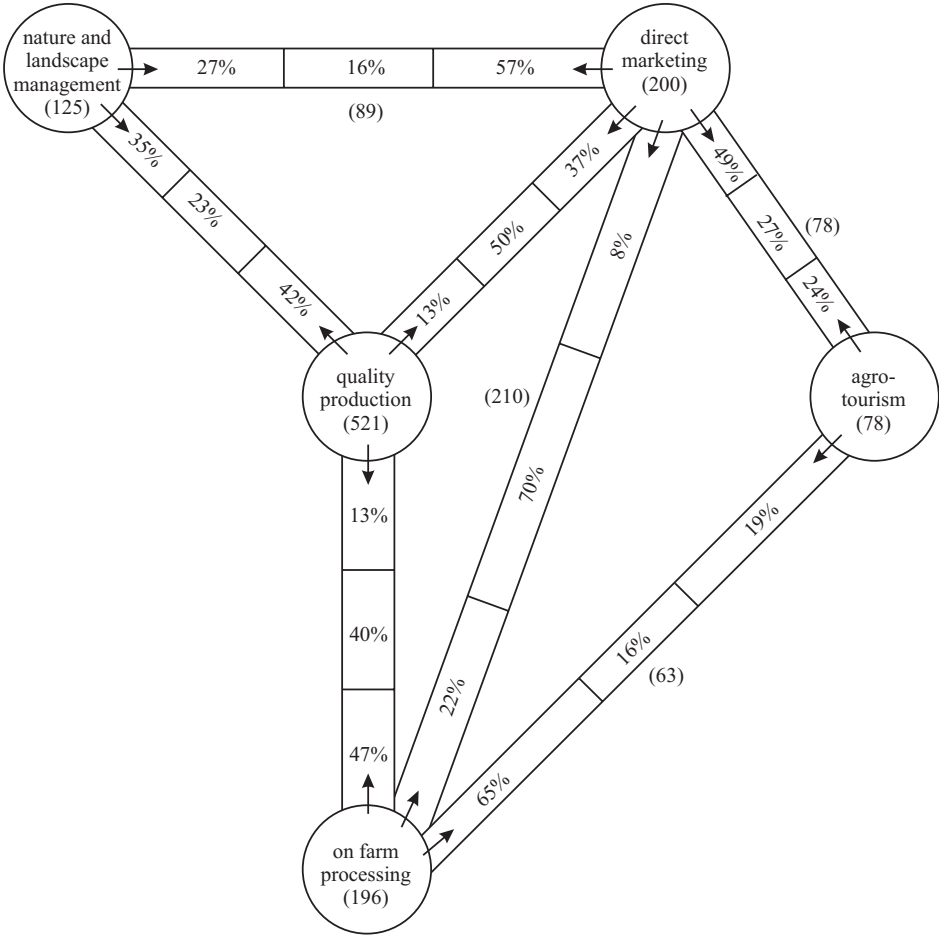 nature and
landscape
management
(125)
27%
16%
57%
(89)
direct
marketing
(200)
35%
23%
42%
37%
50%
13%
8%
70%
22%
(210)
49%
27%
24%
(78)
quality
production
(521)
agro-
tourism
(78)
13%
40%
47%
19%
16%
65%
(63)
on farm
processing
(196)